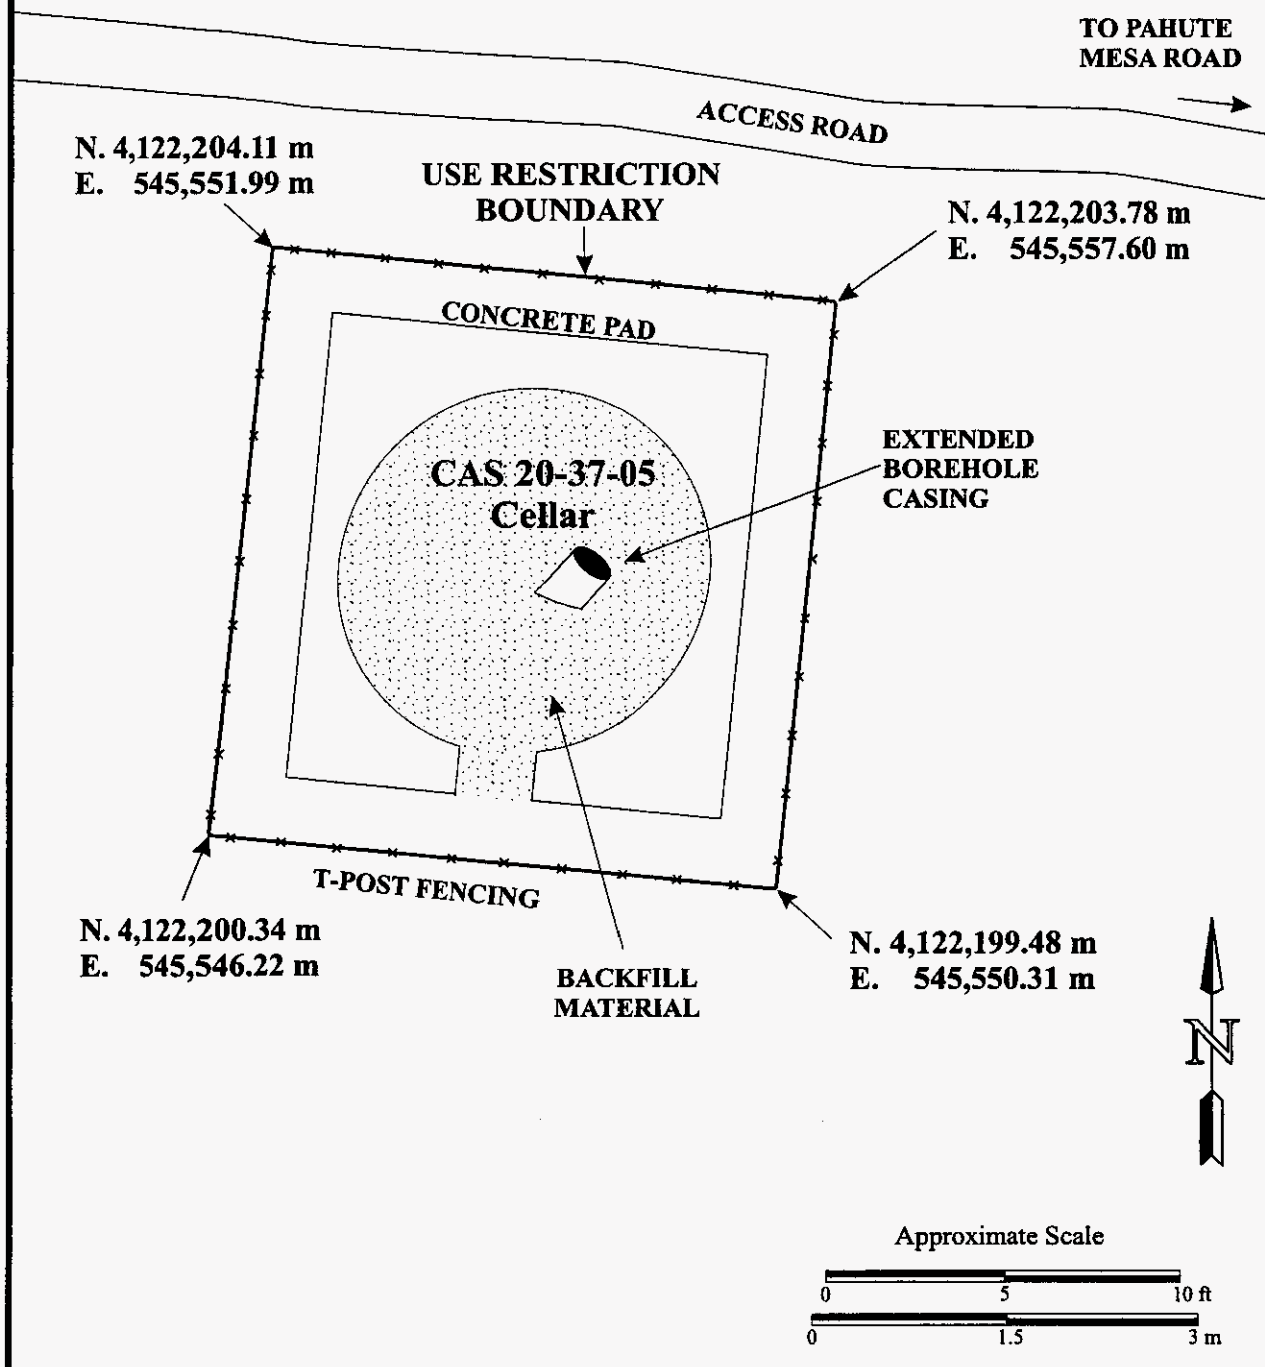 TO PAHUTE
MESA ROAD
ACCESS ROAD
N. 4,122,204.11 m
E. 545,551.99 m
USE RESTRICTION
BOUNDARY
N. 4,122,203.78 m
E. 545,557.60 m
CONCRETE PAD
EXTENDED
BOREHOLE
CASING
CAS 20-37-05
Cellar
T-POST FENCING
N. 4,122,200.34 m
E. 545,546.22 m
BACKFILL
MATERIAL
N. 4,122,199.48 m
E. 545,550.31 m
N
Approximate Scale
0 5 10 ft
0 1.5 3 m